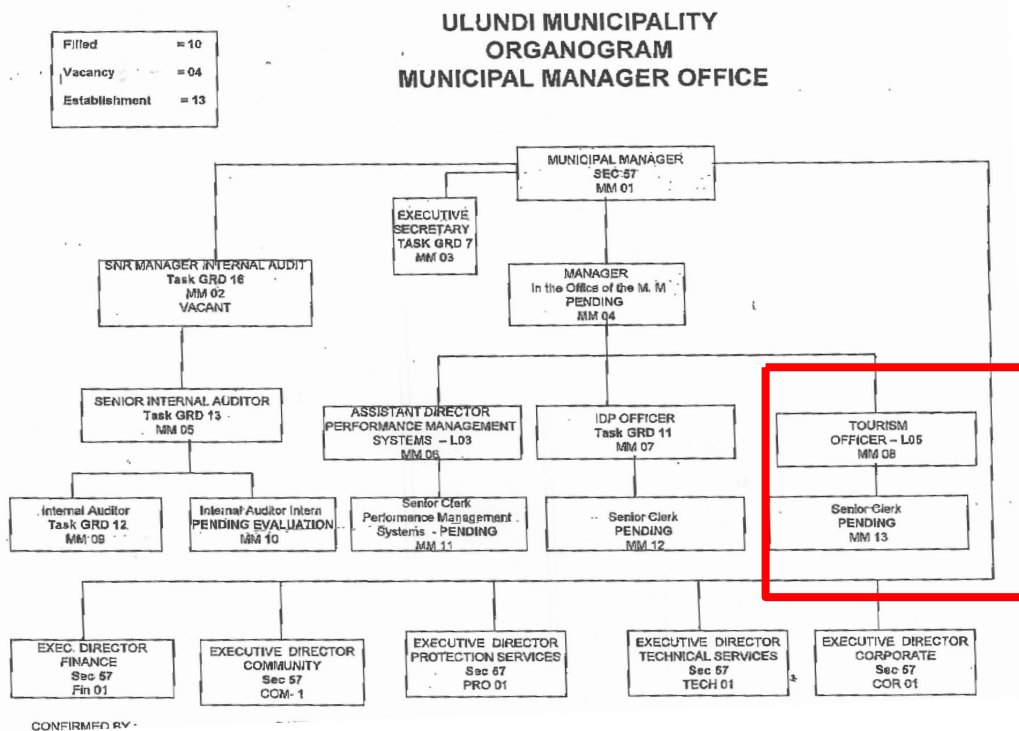 ULUNDI MUNICIPALITY
ORGANOGRAM
MUNICIPAL MANAGER OFFICE
Filled = 10
Vacancy = 04
Establishment = 13
MUNICIPAL MANAGER
SEC 57
MM 01
EXECUTIVE
SECRETARY
TASK GRD 7
MM 03
SNR MANAGER INTERNAL AUDIT
Task GRD 16
MM 02
VACANT
MANAGER
In the Office of the M. M
PENDING
MM 04
SENIOR INTERNAL AUDITOR
Task GRD 13
MM 05
ASSISTANT DIRECTOR
PERFORMANCE MANAGEMENT
SYSTEMS – L03
MM 06
IDP OFFICER
Task GRD 11
MM 07
TOURISM
OFFICER – L05
MM 08
Internal Auditor
Task GRD 12
MM 09
Internal Auditor Intern
PENDING EVALUATION
MM 10
Senior Clerk
Performance Management
Systems - PENDING
MM 11
Senior Clerk
PENDING
MM 12
Senior Clerk
PENDING
MM 13
EXEC. DIRECTOR
FINANCE
Sec 57
Fin 01
EXECUTIVE DIRECTOR
COMMUNITY
Sec 57
COM- 1
EXECUTIVE DIRECTOR
PROTECTION SERVICES
Sec 57
PRO 01
EXECUTIVE DIRECTOR
TECHNICAL SERVICES
Sec 57
TECH 01
EXECUTIVE DIRECTOR
CORPORATE
Sec 57
COR 01
CONFIRMED BY :